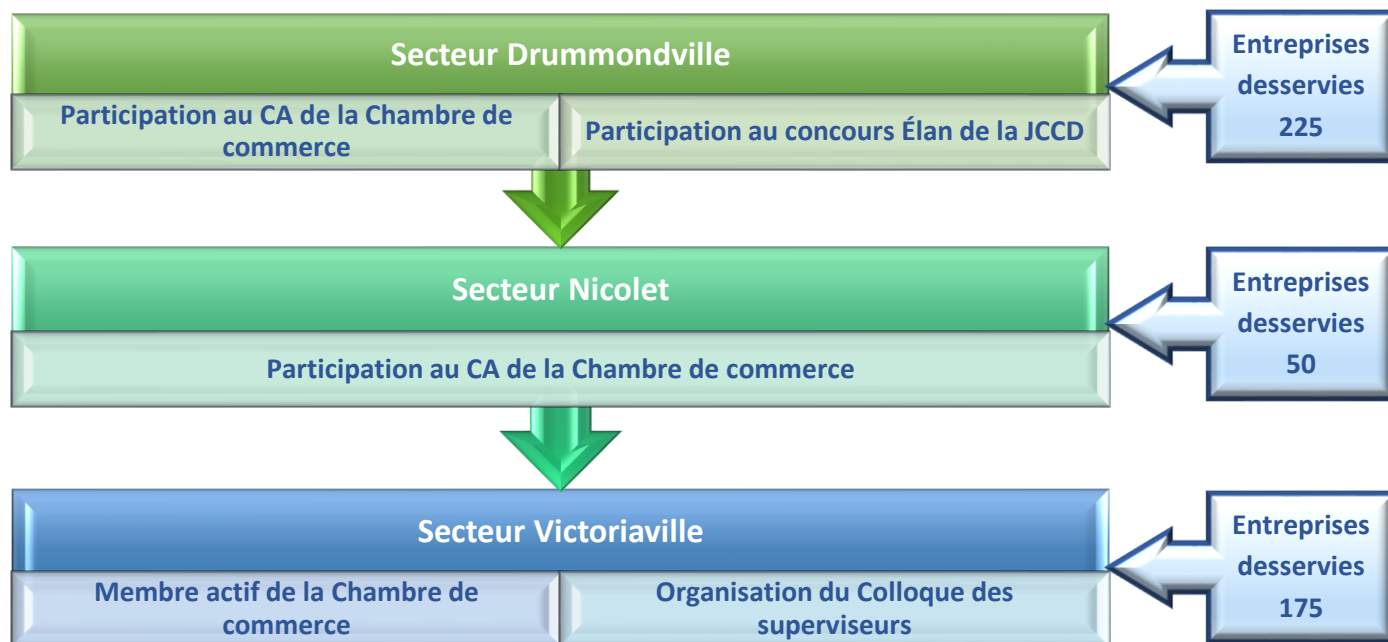 Secteur Drummondville
Participation au CA de la Chambre de
commerce
Participation au concours Élan de la JCCD
Entreprises
desservies
225
Secteur Nicolet
Participation au CA de la Chambre de commerce
Entreprises
desservies
50
Secteur Victoriaville
Membre actif de la Chambre de
commerce
Organisation du Colloque des
superviseurs
Entreprises
desservies
175